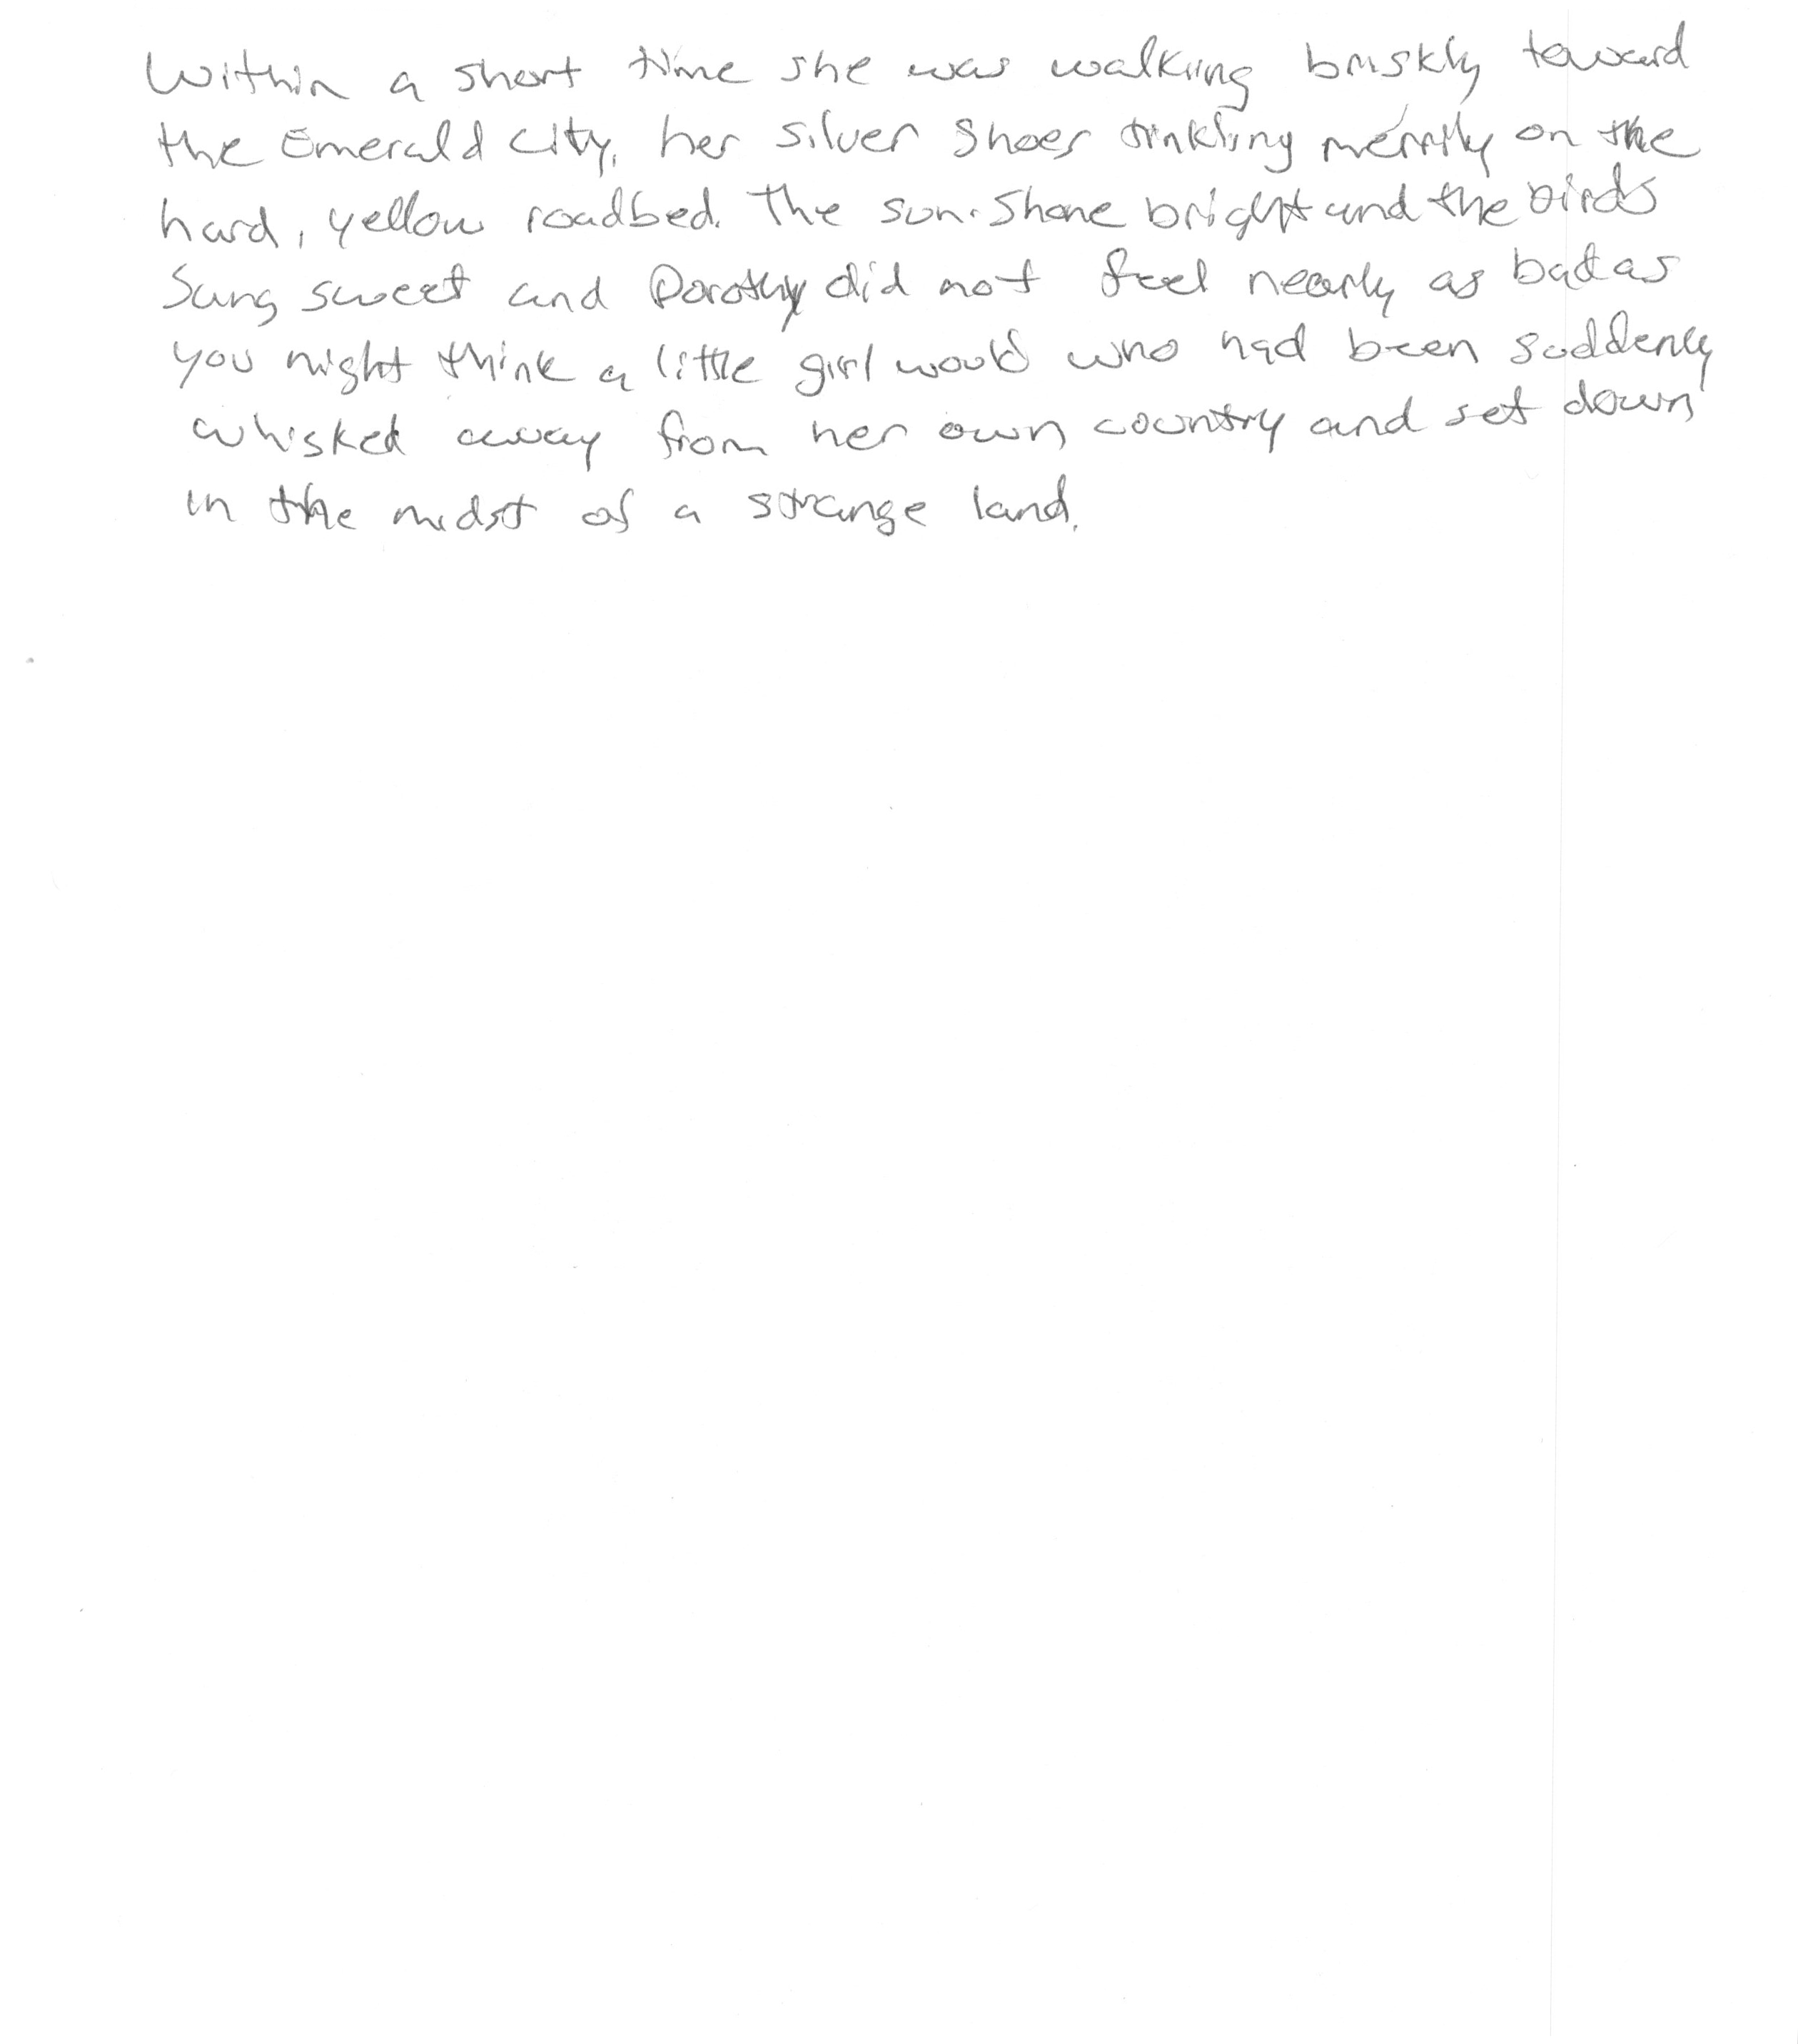 Within a short time she was walking briskly toward
the Emerald City, her silver shoes tinkling merrily on the
hard, yellow roadbed. The sun shone bright and the birds
sang sweet and Dorothy did not feel nearly as bad as
you might think a little girl would who had been suddenly
whisked away from her own country and set down
in the midst of a strange land.